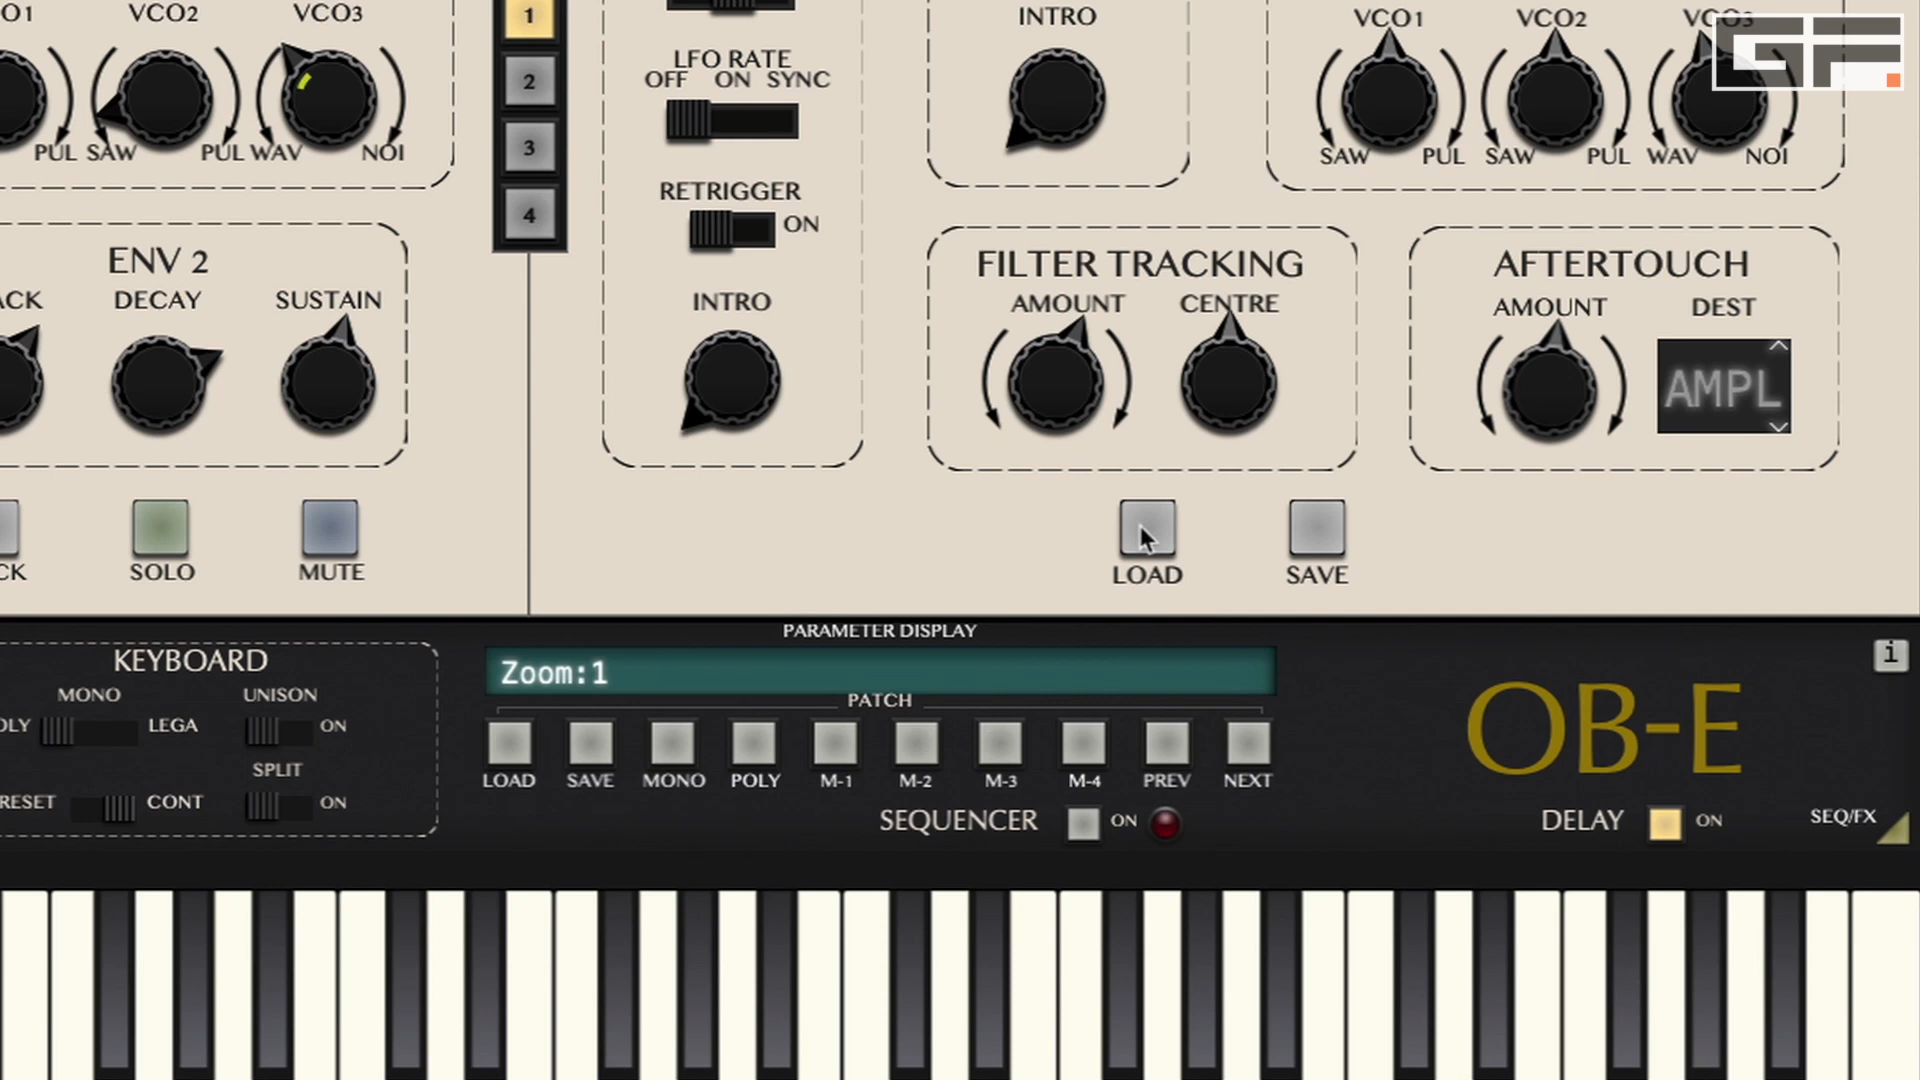 O1 VCO2 VCO3
PUL SAW PUL WAV NOI
1
2
3
4
LFO RATE
OFF ON SYNC
RETRIGGER
ON
INTRO
INTRO
VCO1 VCO2 VCO3
SAW PUL SAW PUL WAV NOI
GF
ENV 2
ACK DECAY SUSTAIN
FILTER TRACKING
AMOUNT CENTRE
AFTERTOUCH
AMOUNT DEST
AMPL
CK SOLO MUTE
LOAD SAVE
KEYBOARD
MONO UNISON
OLY LEGA ON
SPLIT
RESET CONT ON
PARAMETER DISPLAY
Zoom:1
PATCH
LOAD SAVE MONO POLY M-1 M-2 M-3 M-4 PREV NEXT
SEQUENCER ON
i
OB-E
DELAY ON SEQ/FX